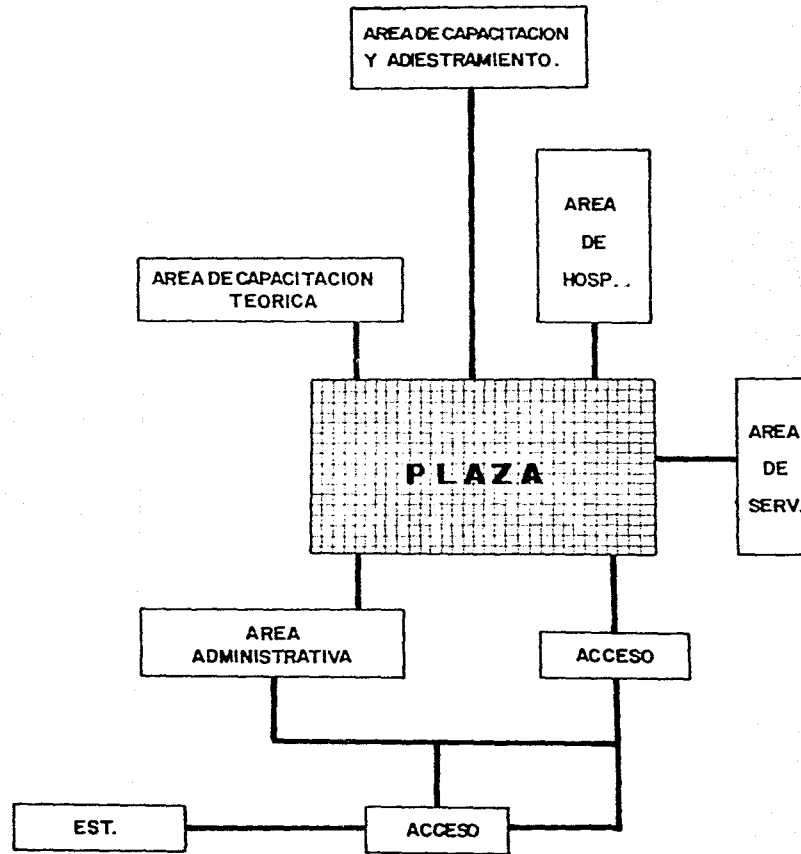 AREA DE CAPACITACION
Y ADIESTRAMIENTO.
AREA
DE
HOSP..
AREA DE CAPACITACION
TEORICA
PLAZA
AREA
DE
SERV.
AREA
ADMINISTRATIVA
ACCESO
EST.
ACCESO